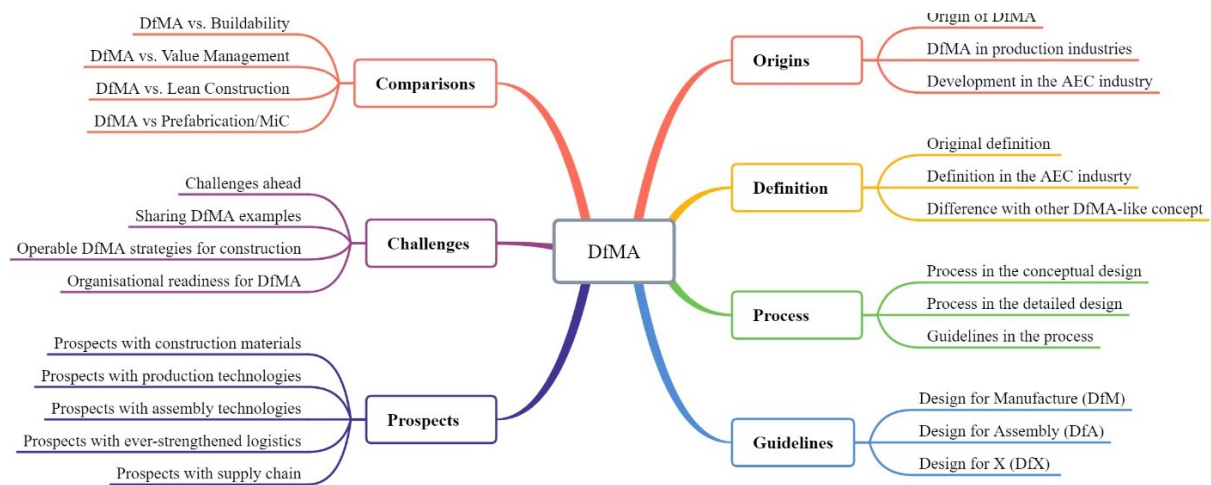 DfMA
Origins
Origin of DfMA
DfMA in production industries
Development in the AEC industry
Definition
Original definition
Definition in the AEC indusrty
Difference with other DfMA-like concept
Process
Process in the conceptual design
Process in the detailed design
Guidelines in the process
Guidelines
Design for Manufacture (DfM)
Design for Assembly (DfA)
Design for X (DfX)
Comparisons
DfMA vs. Buildability
DfMA vs. Value Management
DfMA vs. Lean Construction
DfMA vs Prefabrication/MiC
Challenges
Challenges ahead
Sharing DfMA examples
Operable DfMA strategies for construction
Organisational readiness for DfMA
Prospects
Prospects with construction materials
Prospects with production technologies
Prospects with assembly technologies
Prospects with ever-strengthened logistics
Prospects with supply chain